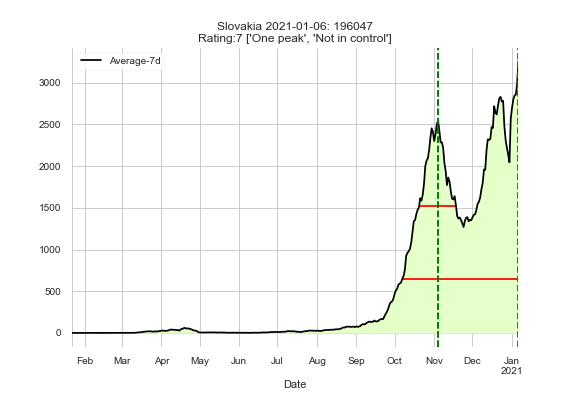 Slovakia 2021-01-06: 196047
Rating:7 ['One peak', 'Not in control']
Average-7d
3000
2500
2000
1500
1000
500
0
Feb Mar Apr May Jun Jul Aug Sep Oct Nov Dec Jan
2021
Date